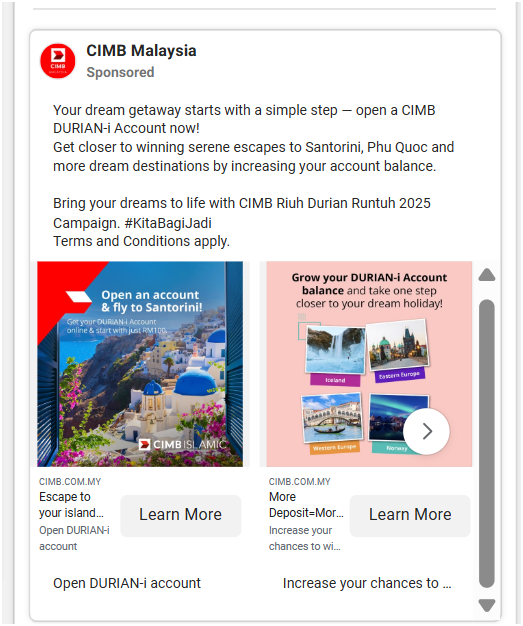 CIMB Malaysia
Sponsored
Your dream getaway starts with a simple step — open a CIMB
DURIAN-i Account now!
Get closer to winning serene escapes to Santorini, Phu Quoc and
more dream destinations by increasing your account balance.
Bring your dreams to life with CIMB Riuh Durian Runtuh 2025
Campaign. #KitaBagiJadi
Terms and Conditions apply.
Open an account
& fly to Santorini!
Get your DURIAN-i Account
online & start with just RM100.
CIMB ISLAMIC
CIMB.COM.MY
Escape to
your island...
Open DURIAN-i
account
Learn More
Open DURIAN-i account
Grow your DURIAN-i Account
balance and take one step
closer to your dream holiday!
Iceland
Eastern Europe
Western Europe
Norway
CIMB.COM.MY
More
Deposit=Mor...
Increase your
chances to wi...
Learn More
Increase your chances to ...